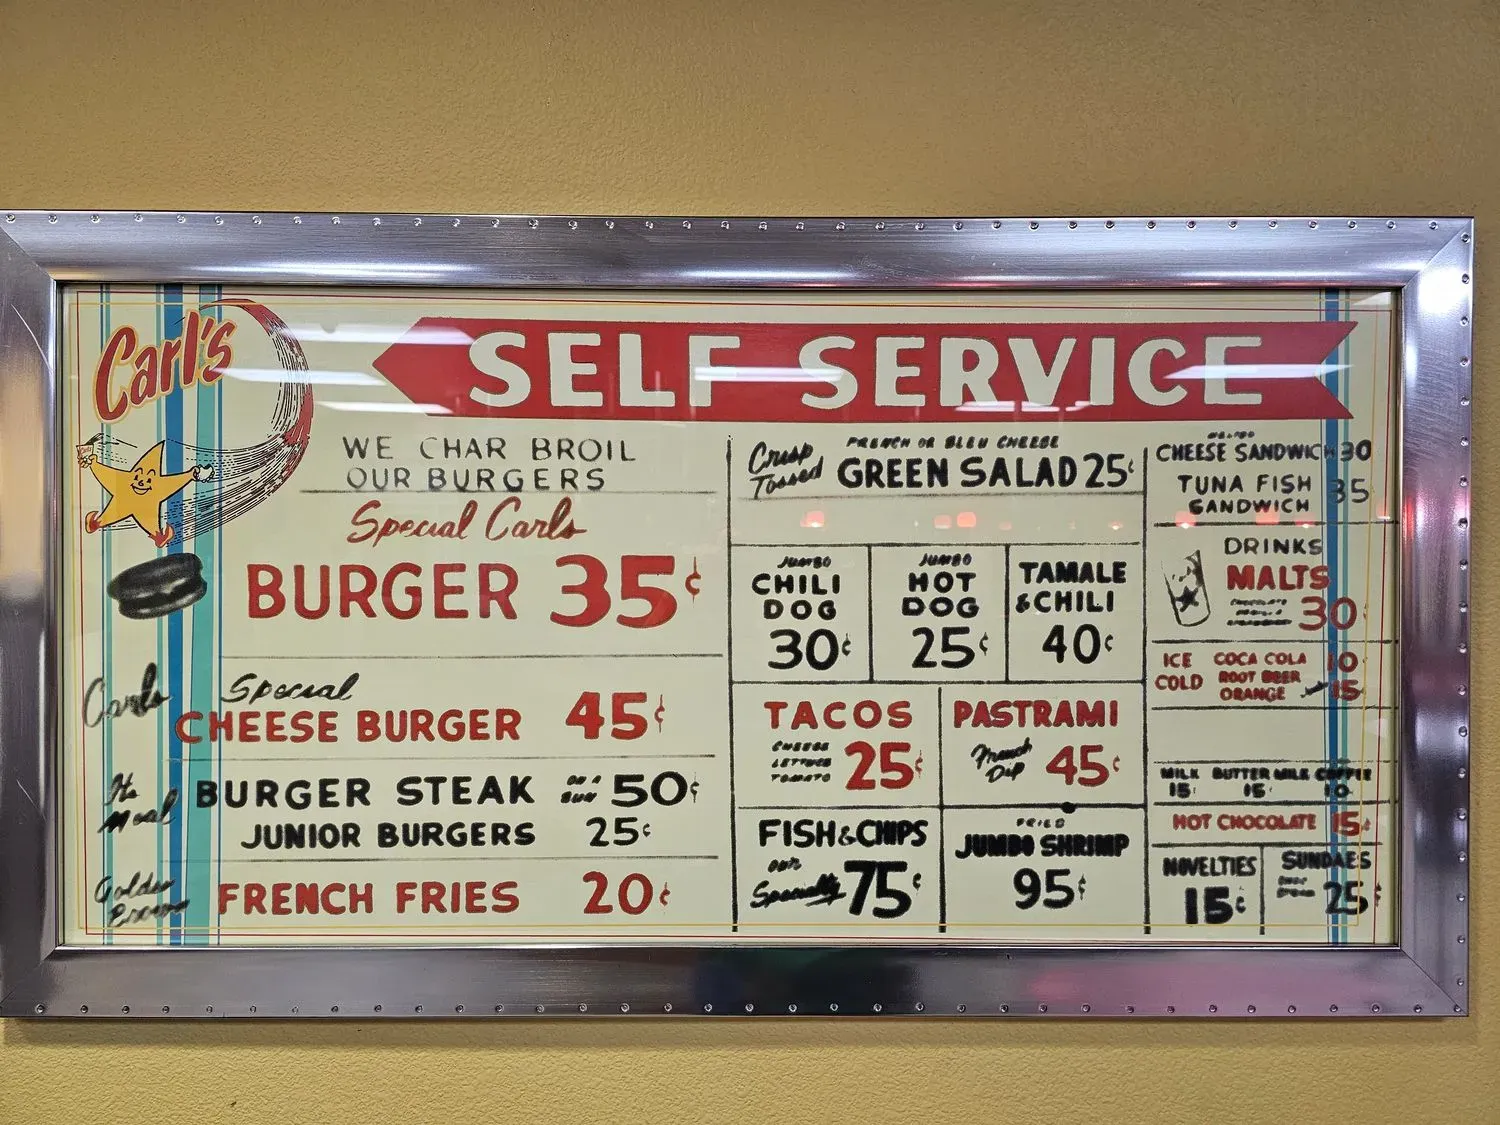 Carl's
SELF SERVICE
WE CHAR BROIL
OUR BURGERS
Special Carls
BURGER 35¢
Carls Special
CHEESE BURGER 45¢
BURGER STEAK ON A BUN 50¢
JUNIOR BURGERS 25¢
Golden Brown
FRENCH FRIES 20¢
Crisp Tossed
FRENCH OR BLEU CHEESE
GREEN SALAD 25¢
JUMBO
CHILI
DOG
30¢
JUMBO
HOT
DOG
25¢
TAMALE
& CHILI
40¢
TACOS
CHEESE
LETTUCE
TOMATO
25¢
PASTRAMI
French
Dip
45¢
FISH & CHIPS
our
Specialty
75¢
FRIED
JUMBO SHRIMP
95¢
CHEESE SANDWICH 30
TUNA FISH
SANDWICH
35
DRINKS
MALTS
30
ICE
COLD
COCA COLA 10
ROOT BEER
ORANGE 15
MILK BUTTER MILK COFFEE
15 15 10
HOT CHOCOLATE 15¢
NOVELTIES
15¢
SUNDAES
25¢